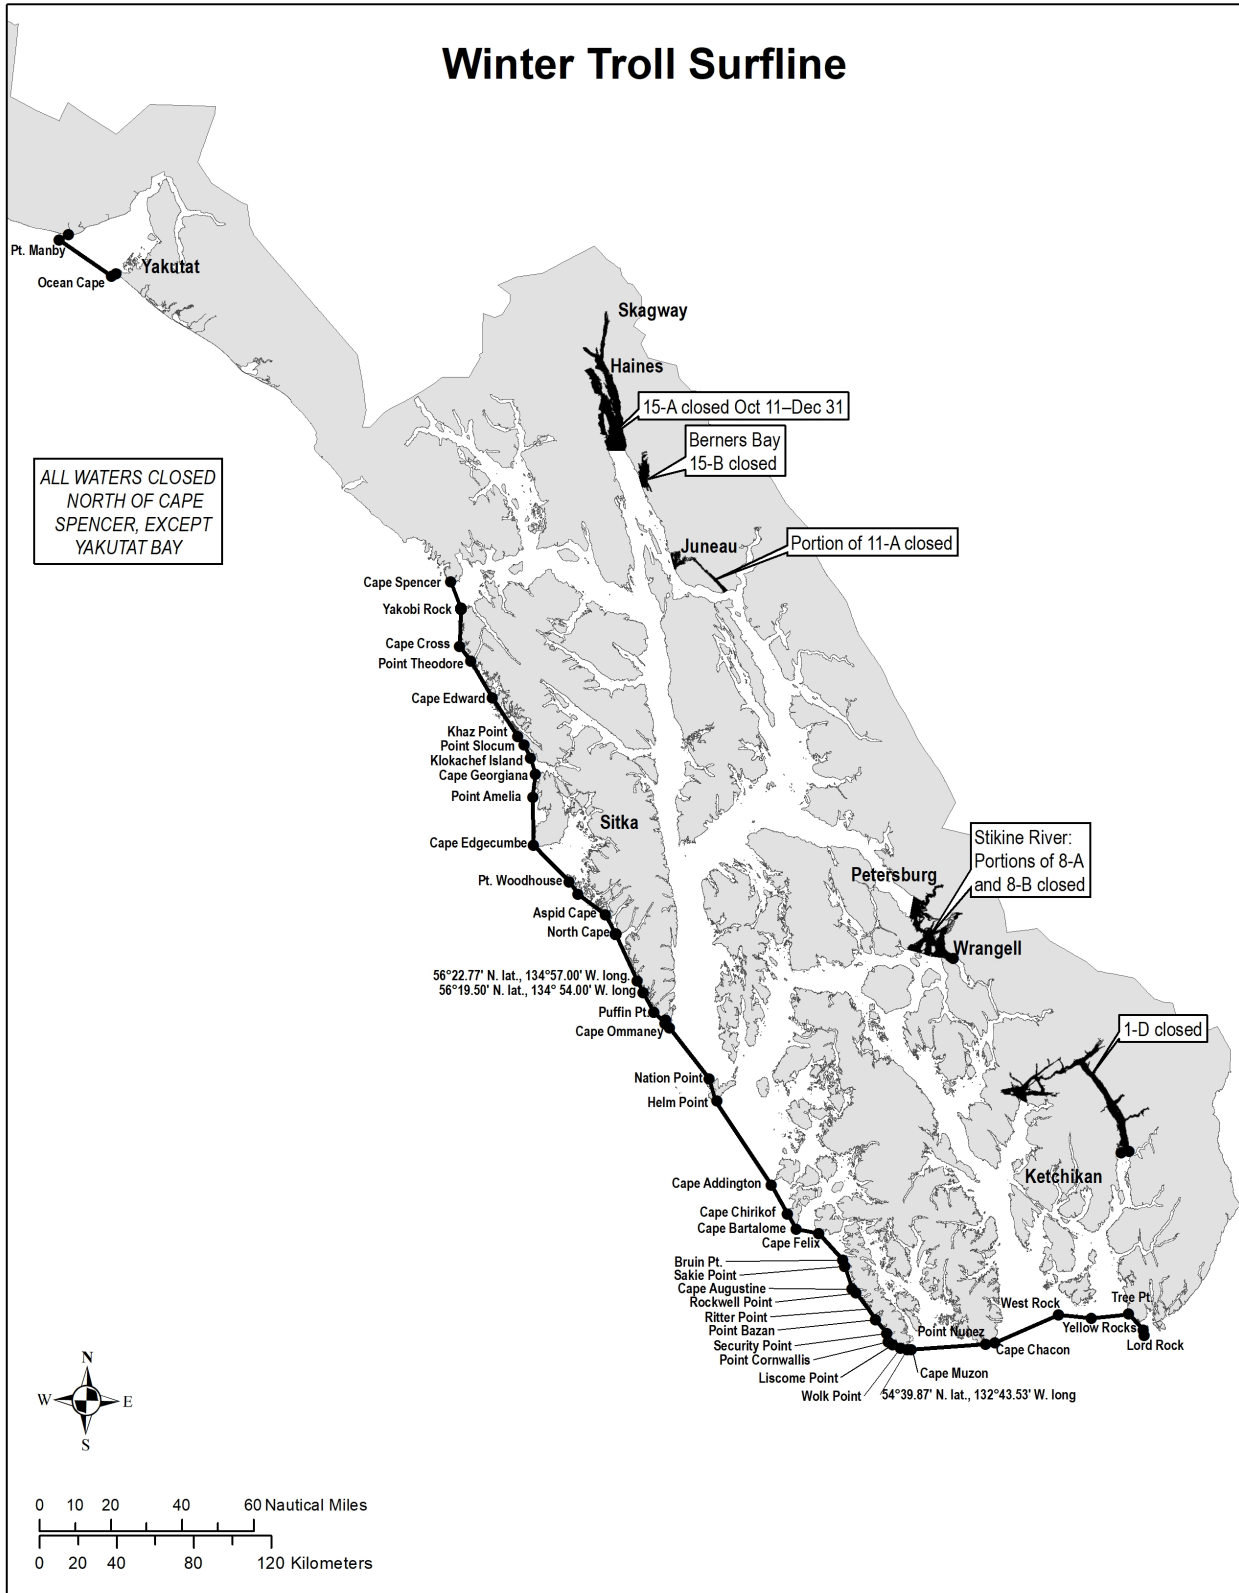 Winter Troll Surfline
Pt. Manby
Yakutat
Ocean Cape
Skagway
Haines
15-A closed Oct 11–Dec 31
Berners Bay
15-B closed
ALL WATERS CLOSED
NORTH OF CAPE
SPENCER, EXCEPT
YAKUTAT BAY
Juneau
Portion of 11-A closed
Cape Spencer
Yakobi Rock
Cape Cross
Point Theodore
Cape Edward
Khaz Point
Point Slocum
Klokachef Island
Cape Georgiana
Point Amelia
Sitka
Cape Edgecumbe
Stikine River:
Portions of 8-A
and 8-B closed
Petersburg
Pt. Woodhouse
Aspid Cape
North Cape
Wrangell
56°22.77' N. lat., 134°57.00' W. long.
56°19.50' N. lat., 134° 54.00' W. long
Puffin Pt.
Cape Ommaney
1-D closed
Nation Point
Helm Point
Ketchikan
Cape Addington
Cape Chirikof
Cape Bartalome
Cape Felix
Bruin Pt.
Sakie Point
Cape Augustine
Rockwell Point
Ritter Point
Point Bazan
Security Point
Point Cornwallis
Liscome Point
Wolk Point
West Rock
Tree Pt.
Yellow Rocks
Lord Rock
Point Nunez
Cape Chacon
Cape Muzon
54°39.87' N. lat., 132°43.53' W. long
N
W E
S
0 10 20 40 60 Nautical Miles
0 20 40 80 120 Kilometers